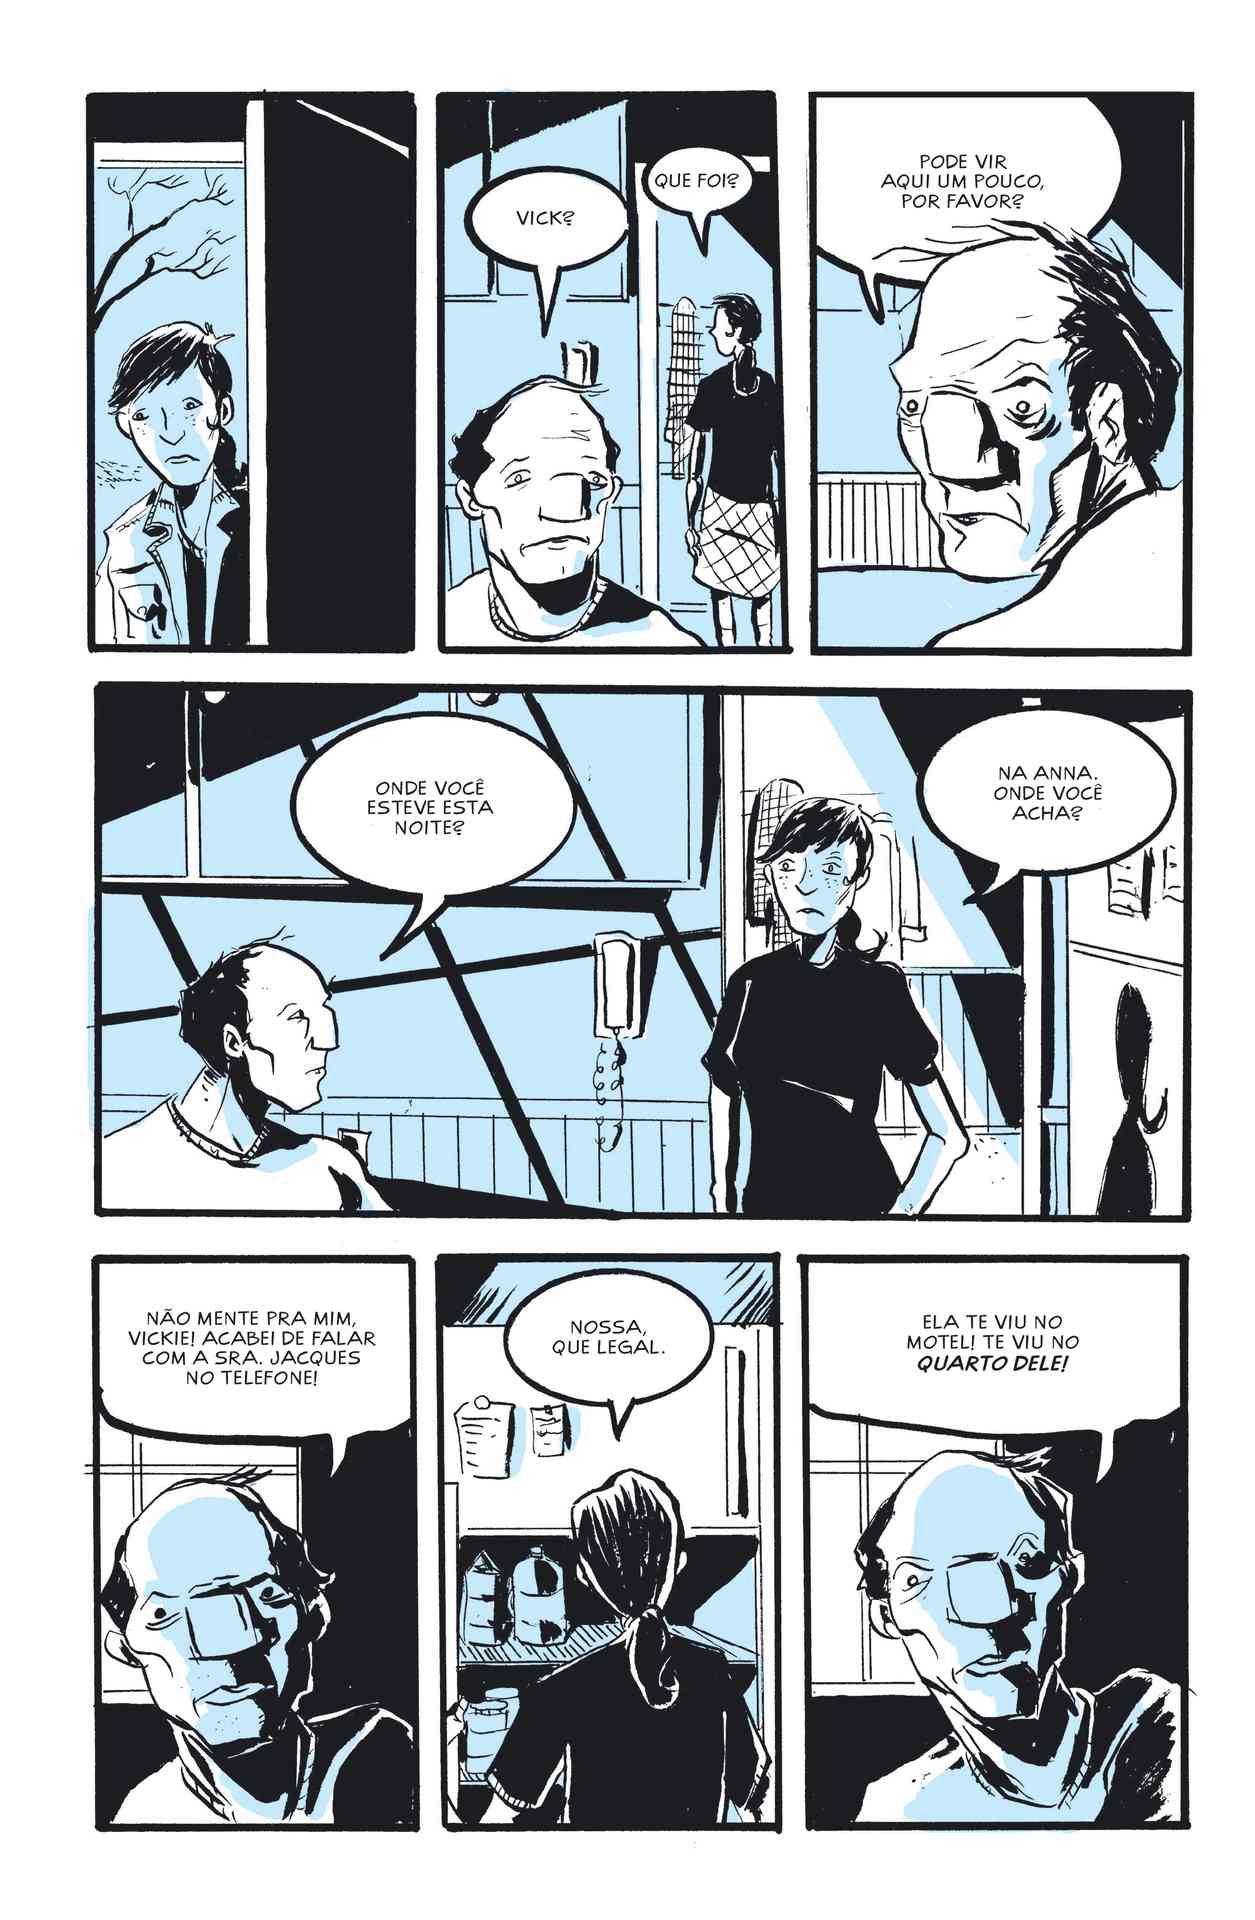 VICK?
QUE FOI?
PODE VIR
AQUI UM POUCO,
POR FAVOR?
ONDE VOCÊ
ESTEVE ESTA
NOITE?
NA ANNA.
ONDE VOCÊ
ACHA?
NÃO MENTE PRA MIM,
VICKIE! ACABEI DE FALAR
COM A SRA. JACQUES
NO TELEFONE!
NOSSA,
QUE LEGAL.
ELA TE VIU NO
MOTEL! TE VIU NO
QUARTO DELE!